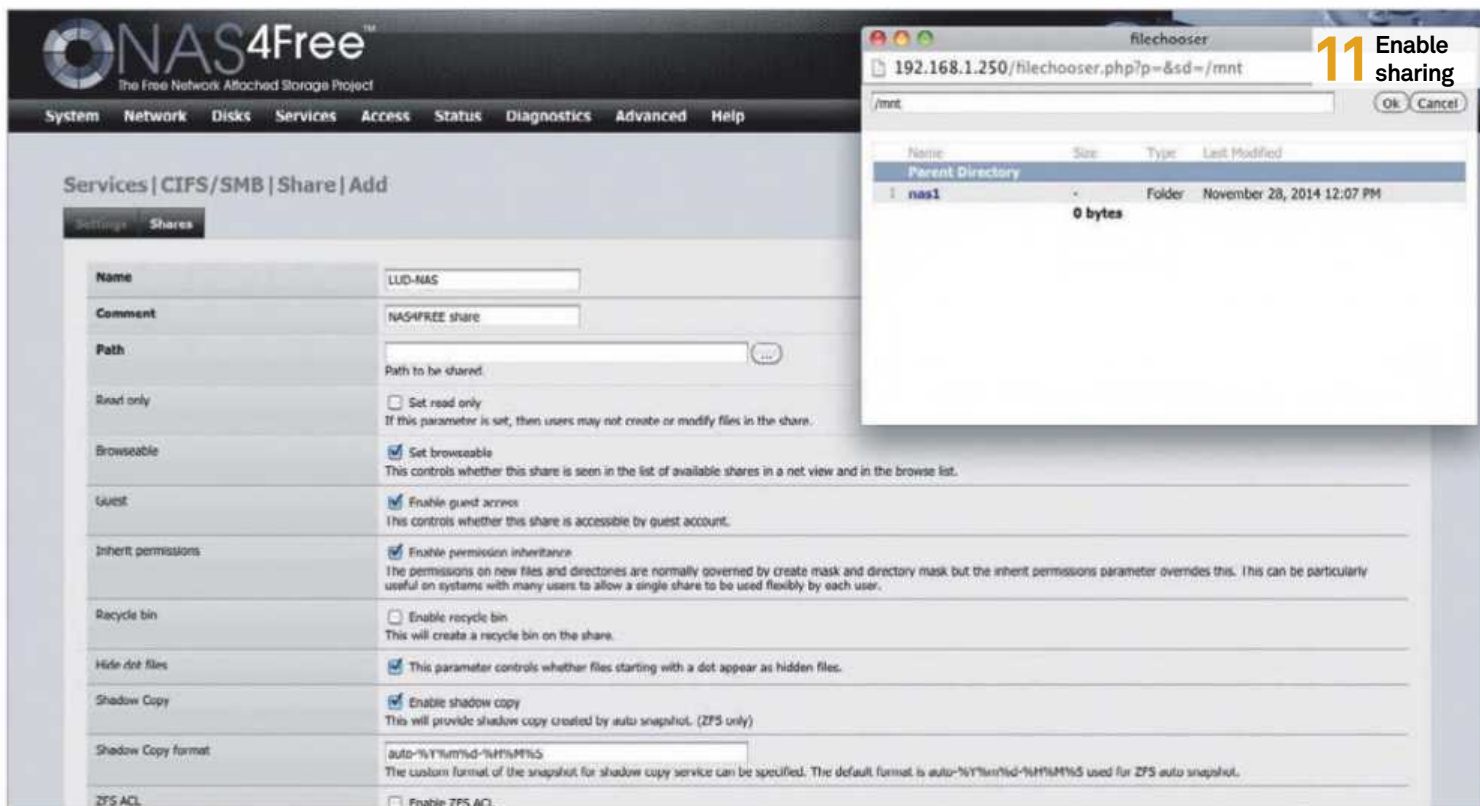 NAS4Free™
The Free Network Attached Storage Project
System Network Disks Services Access Status Diagnostics Advanced Help
filechooser
192.168.1.250/filechooser.php?p=&sd=/mnt
11 Enable
sharing
/mnt
Ok Cancel
Name Size Type Last Modified
Parent Directory
1 nas1 - Folder November 28, 2014 12:07 PM
0 bytes
Services|CIFS/SMB|Share|Add
Settings Shares
Name LUD-NAS
Comment NAS4FREE share
Path ...
Path to be shared.
Read only Set read only
If this parameter is set, then users may not create or modify files in the share.
Browseable Set browseable
This controls whether this share is seen in the list of available shares in a net view and in the browse list.
Guest Enable guest access
This controls whether this share is accessible by guest account.
Inherit permissions Enable permission inheritance
The permissions on new files and directories are normally governed by create mask and directory mask but the inherit permissions parameter overrides this. This can be particularly
useful on systems with many users to allow a single share to be used flexibly by each user.
Recycle bin Enable recycle bin
This will create a recycle bin on the share.
Hide dot files This parameter controls whether files starting with a dot appear as hidden files.
Shadow Copy Enable shadow copy
This will provide shadow copy created by auto snapshot. (ZFS only)
Shadow Copy format auto-%Y%m%d-%H%M%S
The custom format of the snapshot for shadow copy service can be specified. The default format is auto-%Y%m%d-%H%M%S used for ZFS auto snapshot.
ZFS ACL Enable ZFS ACL